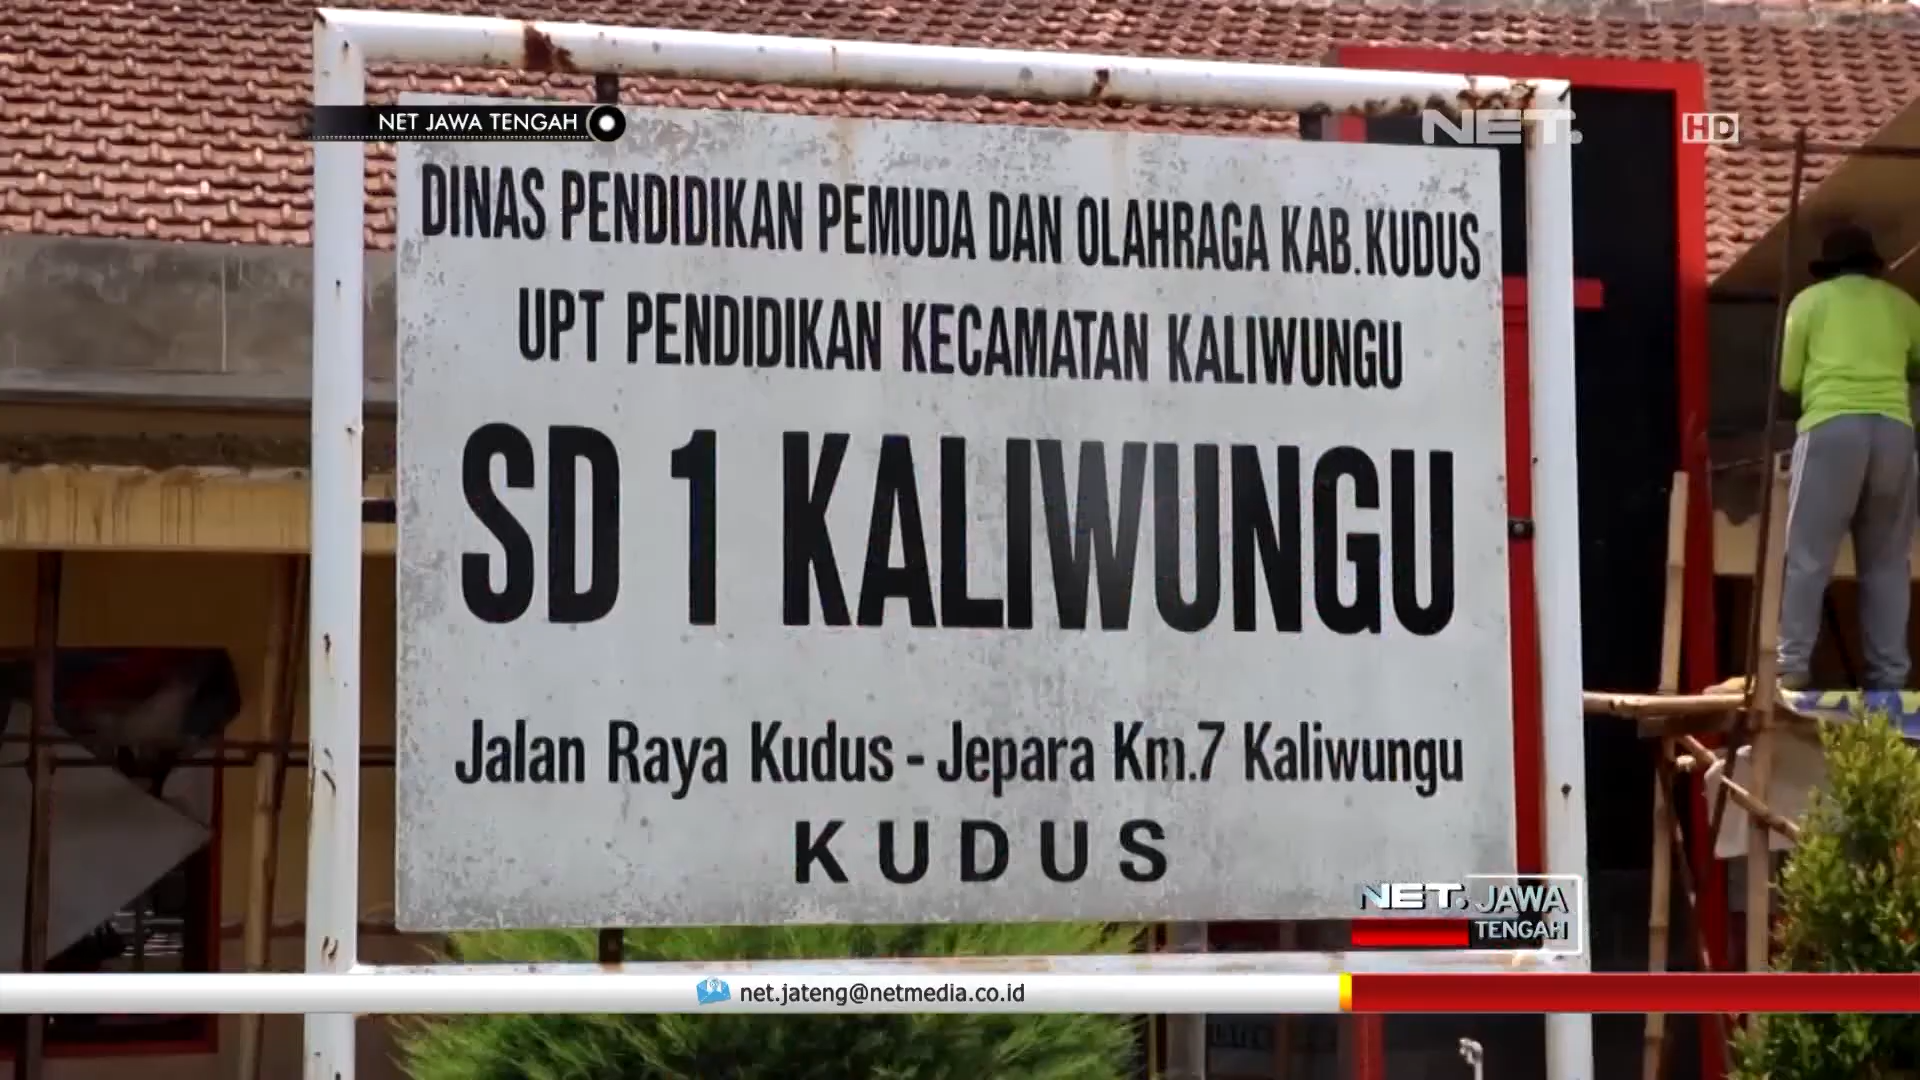 NET JAWA TENGAH
NET.
HD
DINAS PENDIDIKAN PEMUDA DAN OLAHRAGA KAB.KUDUS
UPT PENDIDIKAN KECAMATAN KALIWUNGU
SD 1 KALIWUNGU
Jalan Raya Kudus - Jepara Km.7 Kaliwungu
KUDUS
NET. JAWA
TENGAH
net.jateng@netmedia.co.id